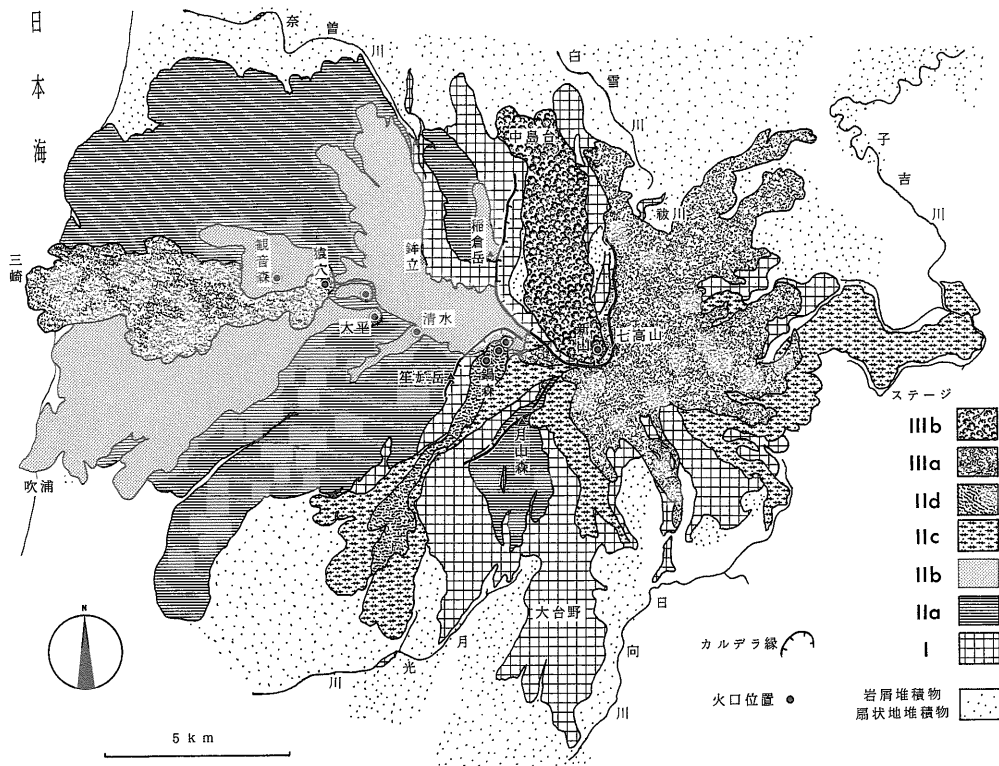 日本海
奈曽川
白雪川
子吉川
中島台
祓川
稲倉岳
鉾立
観音森
猿穴
三崎
大平
清水
新山
七高山
笙ヶ岳
鍋
月山森
吹浦
大台野
月光川
日向川
N
5 km
ステージ
IIIb
IIIa
IId
IIc
IIb
IIa
I
カルデラ縁
火口位置
岩屑堆積物
扇状地堆積物